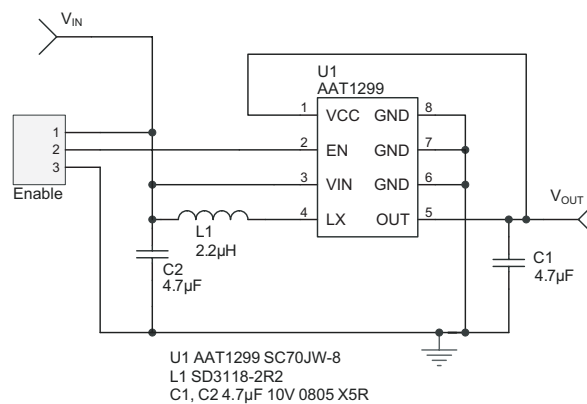 VIN
U1
AAT1299
1 VCC GND 8
1
2
3
Enable
2 EN GND 7
3 VIN GND 6
4 LX OUT 5
VOUT
L1
2.2µH
C2
4.7µF
C1
4.7µF
U1 AAT1299 SC70JW-8
L1 SD3118-2R2
C1, C2 4.7µF 10V 0805 X5R